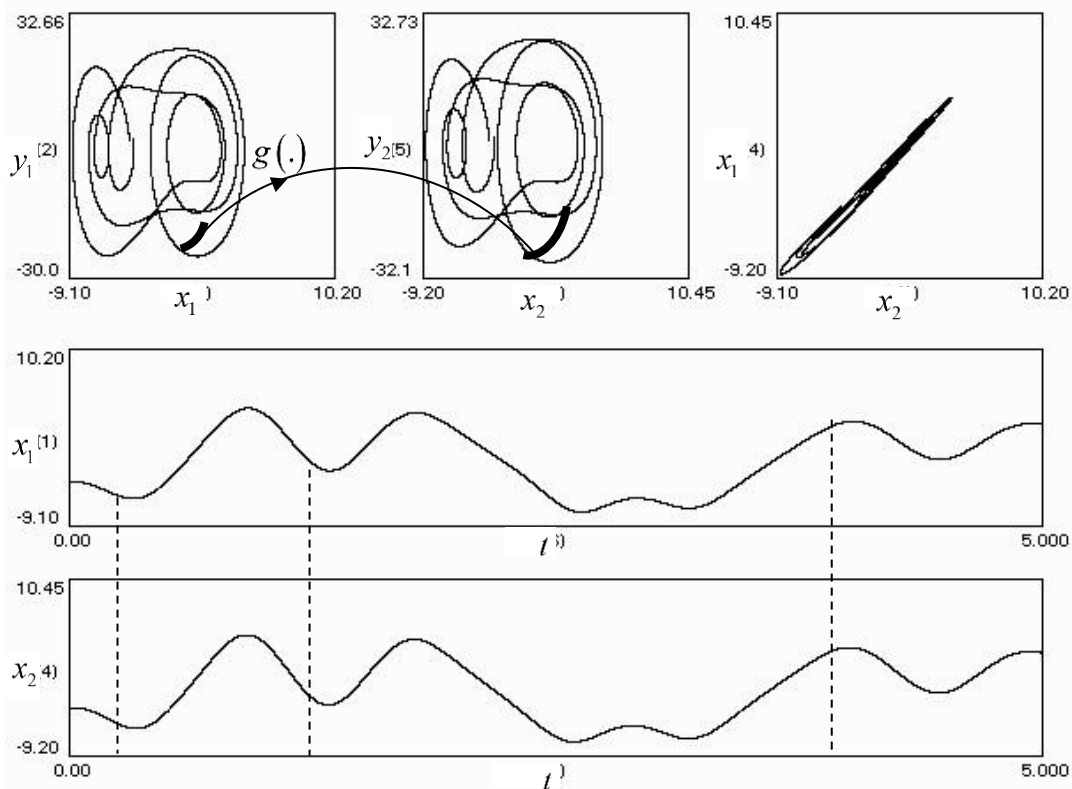 32.66
y₁ [2]
-30.0
-9.10
x₁ )
10.20
g(.)
32.73
y₂ [5)
-32.1
-9.20
x₂ )
10.45
10.45
x₁ 4)
-9.20
-9.10
x₂
10.20
10.20
x₁ [1)
-9.10
0.00
t )
5.000
10.45
x₂ 4)
-9.20
0.00
t )
5.000